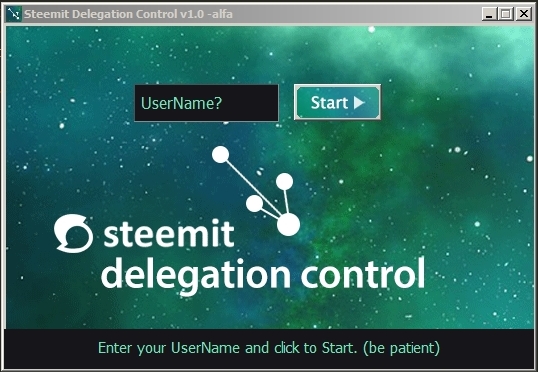 Steemit Delegation Control v1.0 -alfa
UserName?
Start
steemit
delegation control
Enter your UserName and click to Start. (be patient)